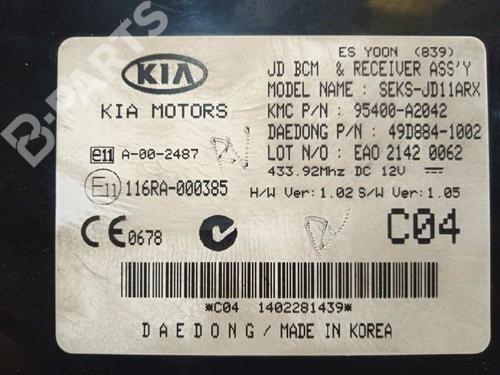 ES YOON (839)
KIA
KIA MOTORS
JD BCM & RECEIVER ASS'Y
MODEL NAME : SEKS-JD11ARX
KMC P/N : 95400-A2042
DAEDONG P/N : 49D884-1002
LOT N/O : EAO 2142 0062
433.92Mhz DC 12V
H/W Ver: 1.02 S/W Ver: 1.05
e11 A-00-2487
E11 116RA-000385
CE 0678
N
C04
*C04 1402281439*
DAEDONG / MADE IN KOREA
B-PARTS